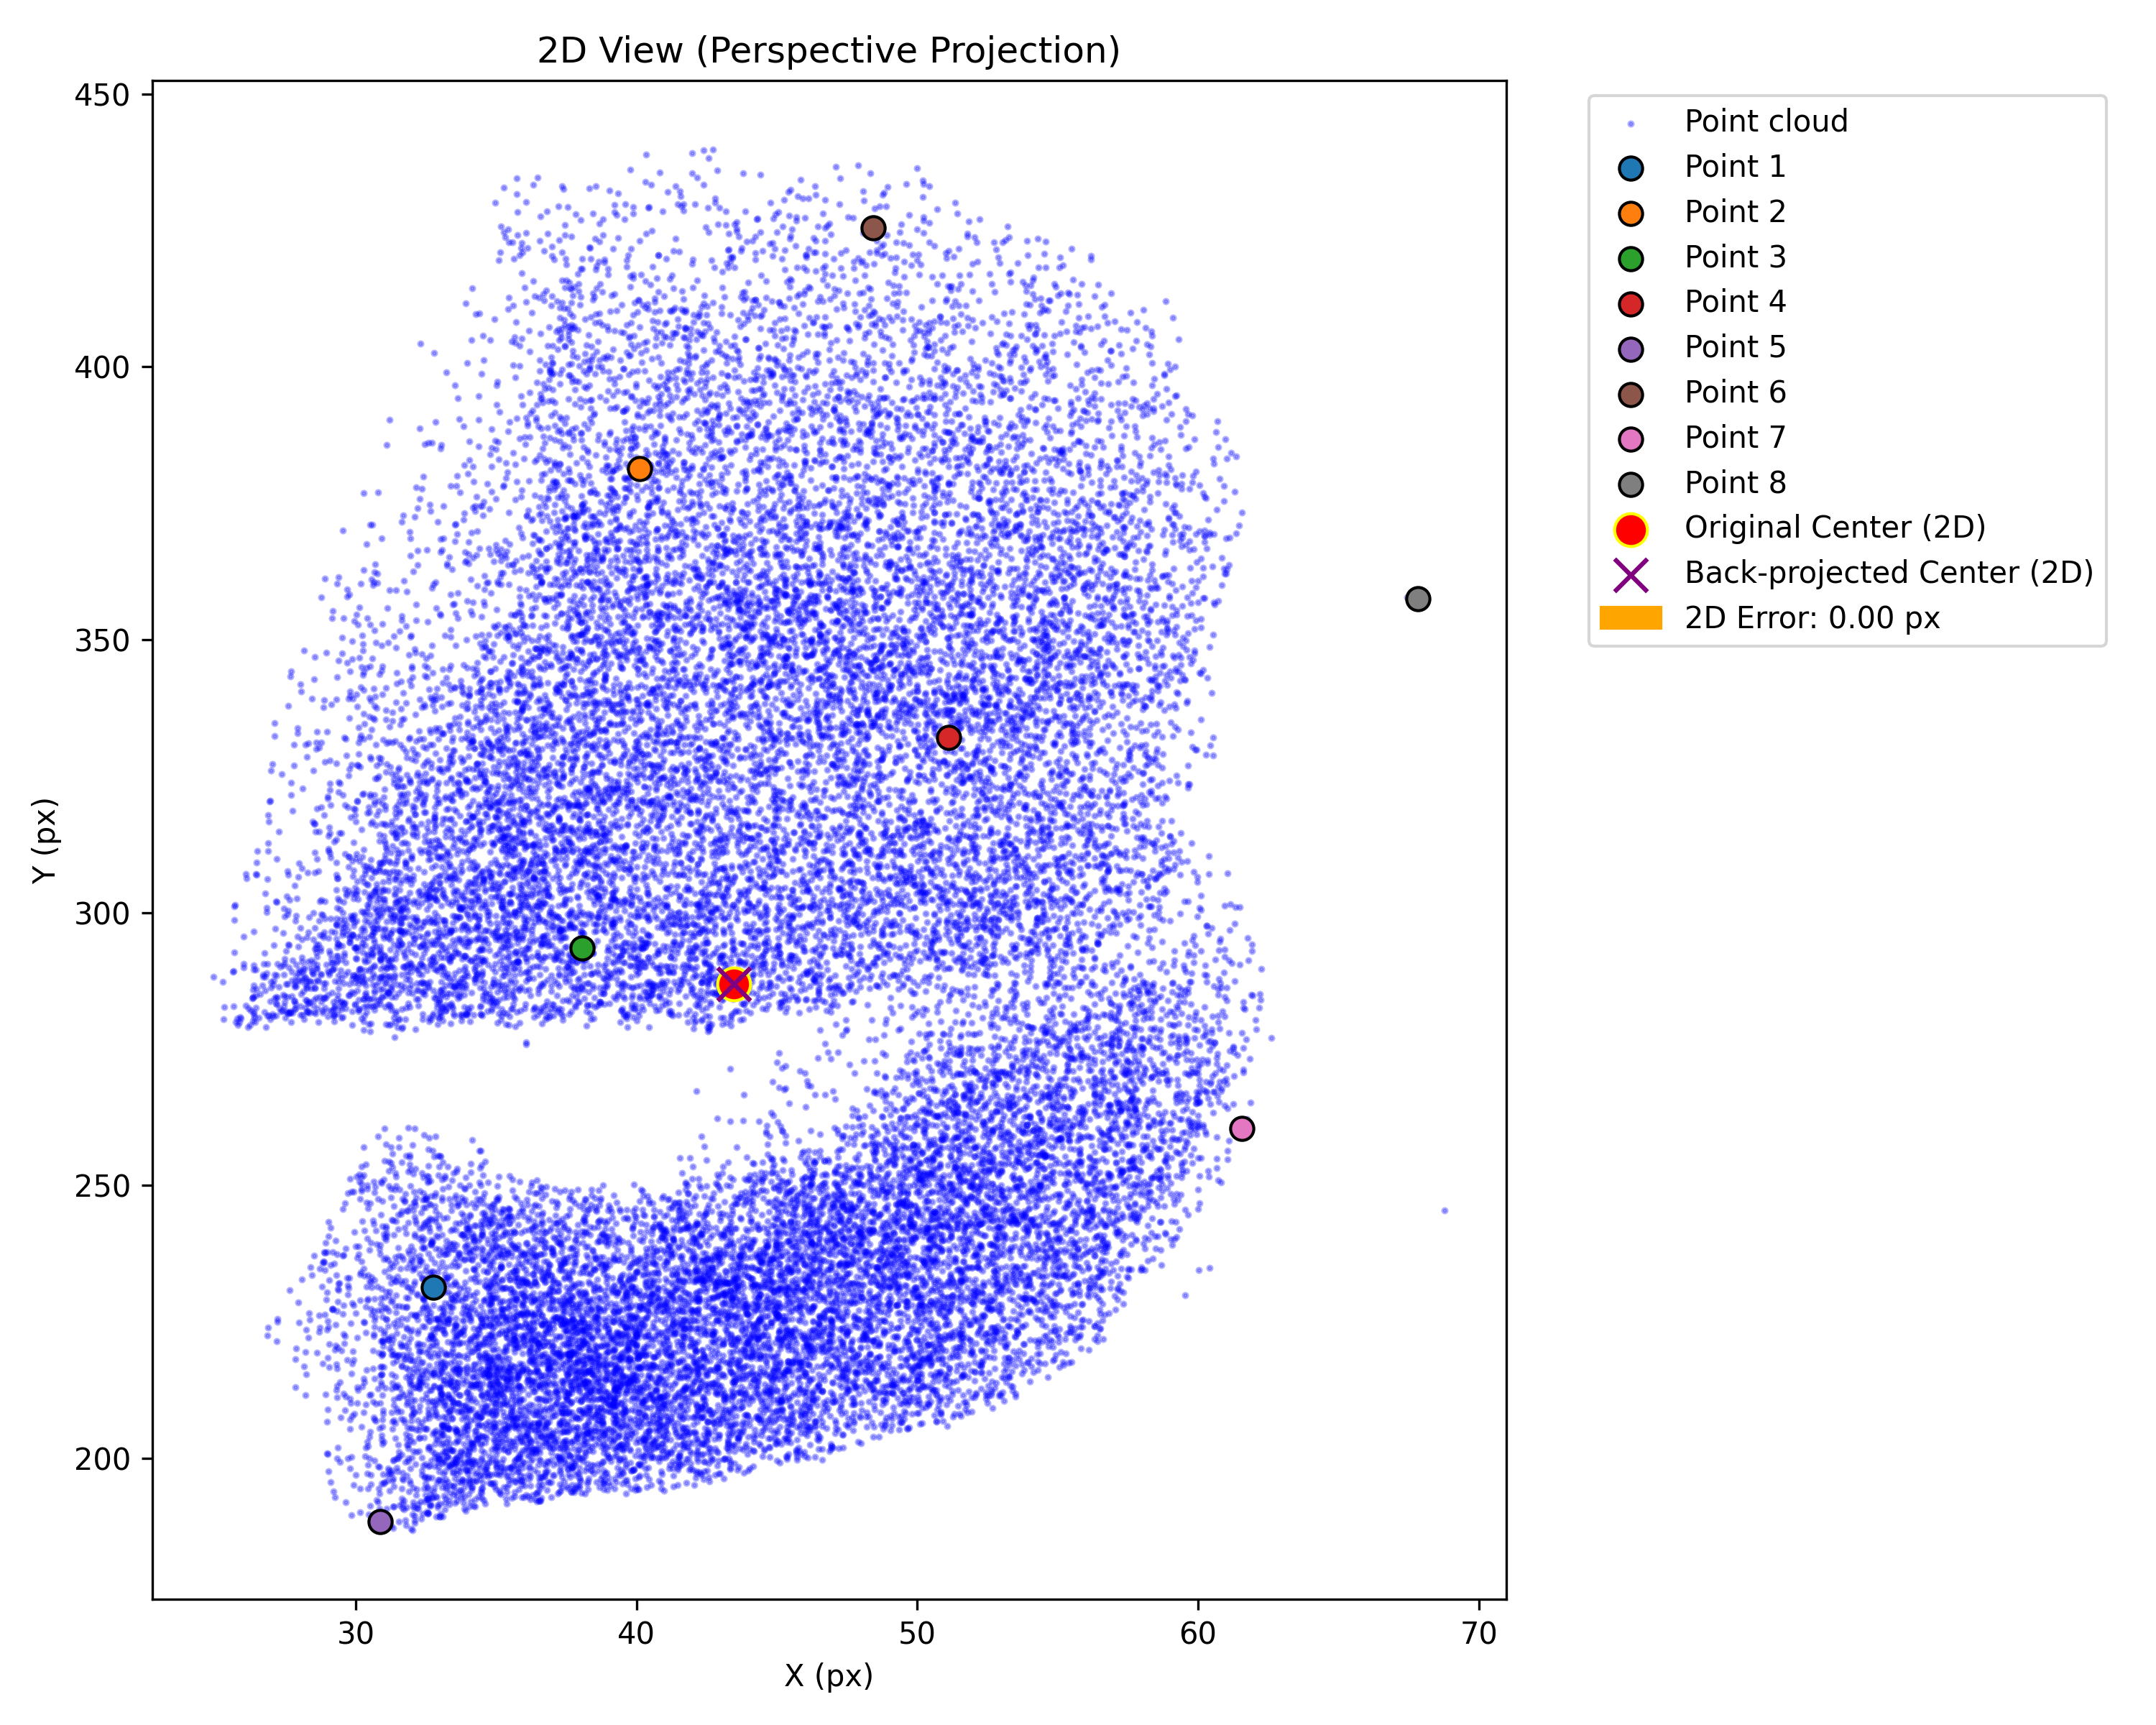 2D View (Perspective Projection)
450
400
350
300
250
200
Y (px)
30 40 50 60 70
X (px)
Point cloud
Point 1
Point 2
Point 3
Point 4
Point 5
Point 6
Point 7
Point 8
Original Center (2D)
Back-projected Center (2D)
2D Error: 0.00 px